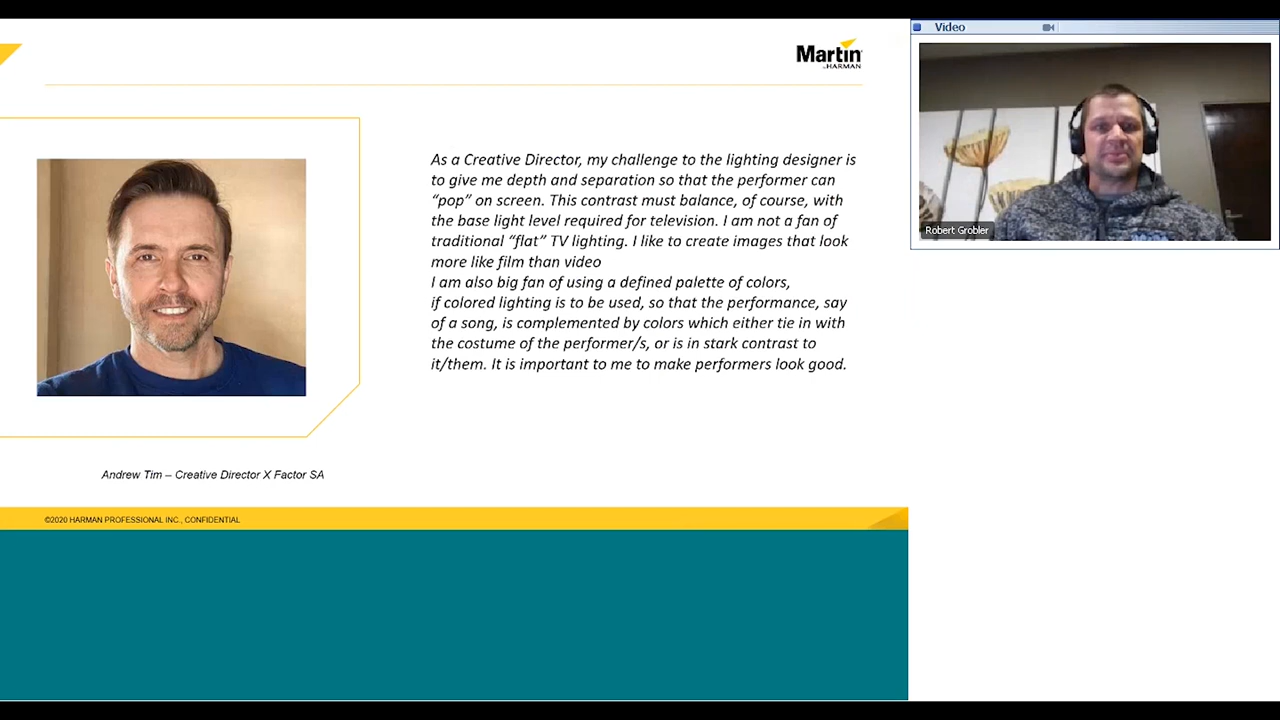 Martin
by HARMAN
Video
As a Creative Director, my challenge to the lighting designer is
to give me depth and separation so that the performer can
“pop” on screen. This contrast must balance, of course, with
the base light level required for television. I am not a fan of
traditional “flat” TV lighting. I like to create images that look
more like film than video
I am also big fan of using a defined palette of colors,
if colored lighting is to be used, so that the performance, say
of a song, is complemented by colors which either tie in with
the costume of the performer/s, or is in stark contrast to
it/them. It is important to me to make performers look good.
Robert Grobler
Andrew Tim – Creative Director X Factor SA
©2020 HARMAN PROFESSIONAL INC., CONFIDENTIAL